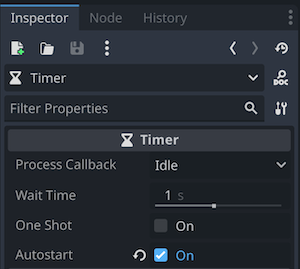 Inspector Node History
Timer
DOC
Filter Properties
Timer
Process Callback Idle
Wait Time 1 s
One Shot On
Autostart On